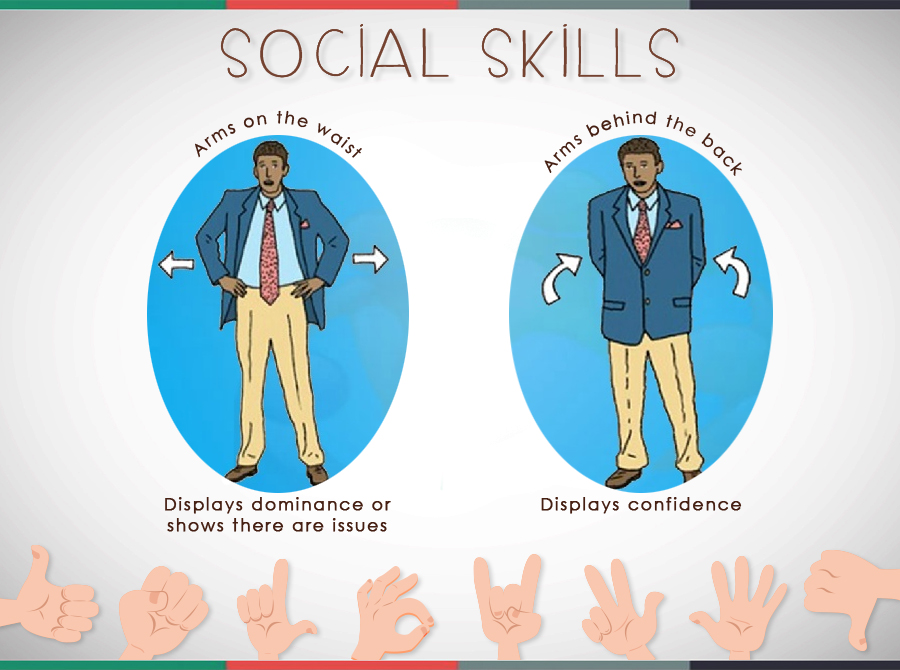 SOCIAL SKILLS
Arms on the waist
Arms behind the back
Displays dominance or
shows there are issues
Displays confidence